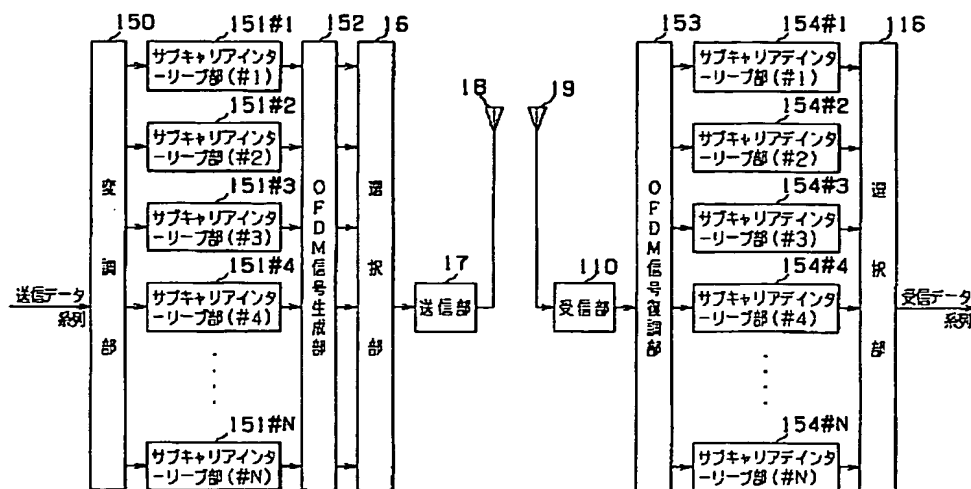 150
151#1
152
16
153
154#1
116
サブキャリアインタ
ーリーブ部(#1)
151#2
サブキャリアインタ
ーリーブ部(#2)
151#3
サブキャリアインタ
ーリーブ部(#3)
151#4
サブキャリアインタ
ーリーブ部(#4)
151#N
サブキャリアインタ
ーリーブ部(#N)
変調部
送信データ
系列
OFDM信号生成部
選択部
17
送信部
18
19
110
受信部
OFDM信号復調部
サブキャリアデインタ
ーリーブ部(#1)
154#2
サブキャリアデインタ
ーリーブ部(#2)
154#3
サブキャリアデインタ
ーリーブ部(#3)
154#4
サブキャリアデインタ
ーリーブ部(#4)
154#N
サブキャリアデインタ
ーリーブ部(#N)
選択部
受信データ
系列